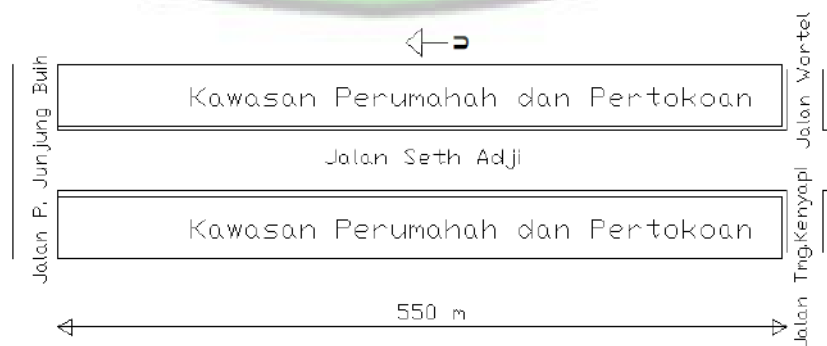 U
Kawasan Perumahah dan Pertokoan
Jalan Seth Adji
Kawasan Perumahah dan Pertokoan
Jalan P. Junjung Buih
Jalan Wortel
Jalan Tng.Kenyapi
550 m